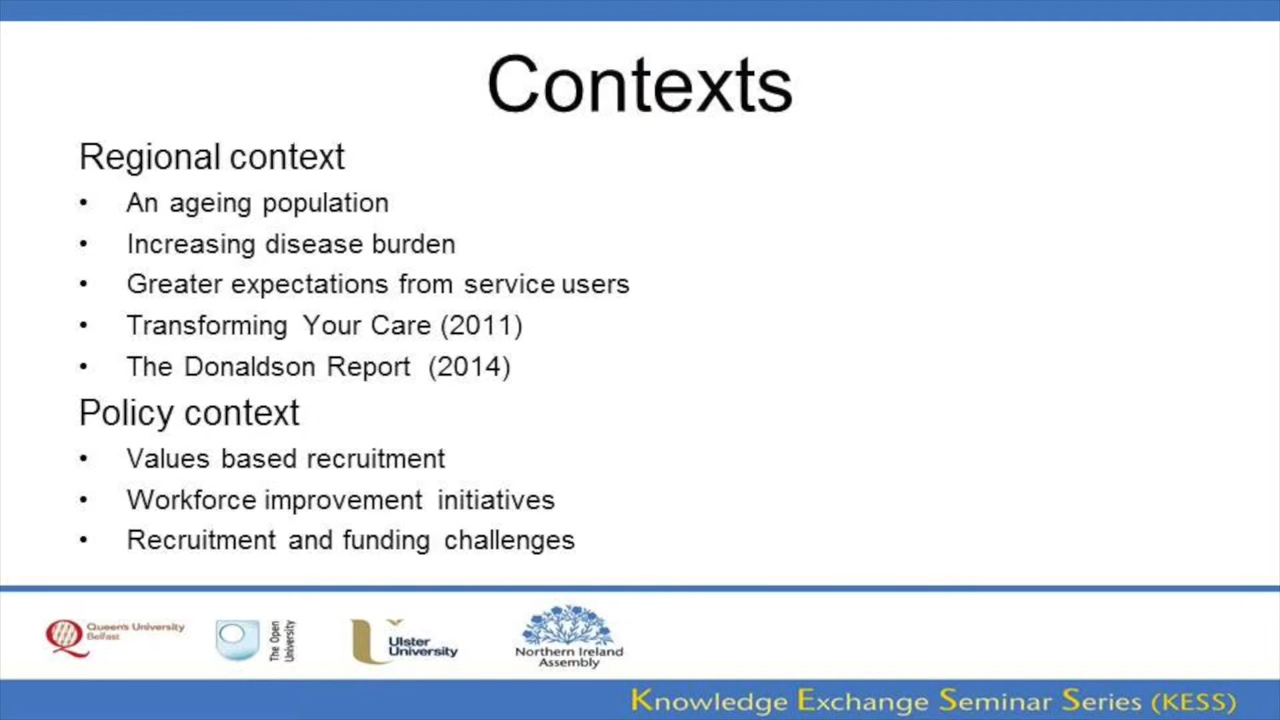 Contexts
Regional context
• An ageing population
• Increasing disease burden
• Greater expectations from service users
• Transforming Your Care (2011)
• The Donaldson Report (2014)
Policy context
• Values based recruitment
• Workforce improvement initiatives
• Recruitment and funding challenges
Queen's University
Belfast
The Open
University
Ulster
University
Northern Ireland
Assembly
Knowledge Exchange Seminar Series (KESS)